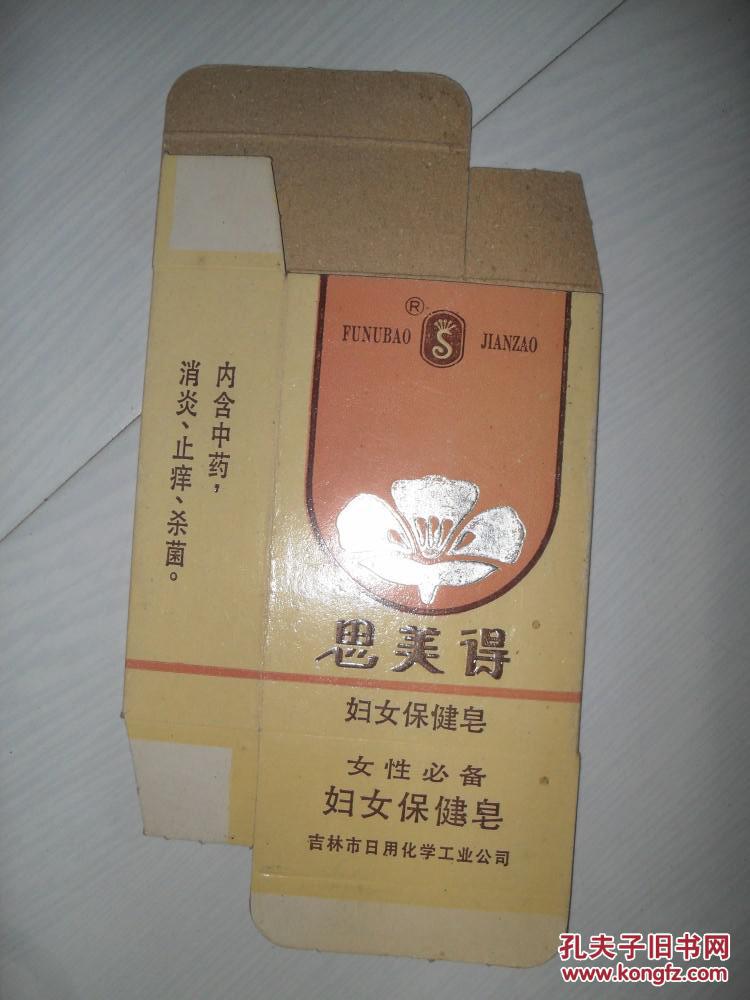 ®
FUNUBAO S JIANZAO
内含中药，
消炎、止痒、杀菌。
思美得
妇女保健皂
女性必备
妇女保健皂
吉林市日用化学工业公司
孔夫子旧书网
www.kongfz.com